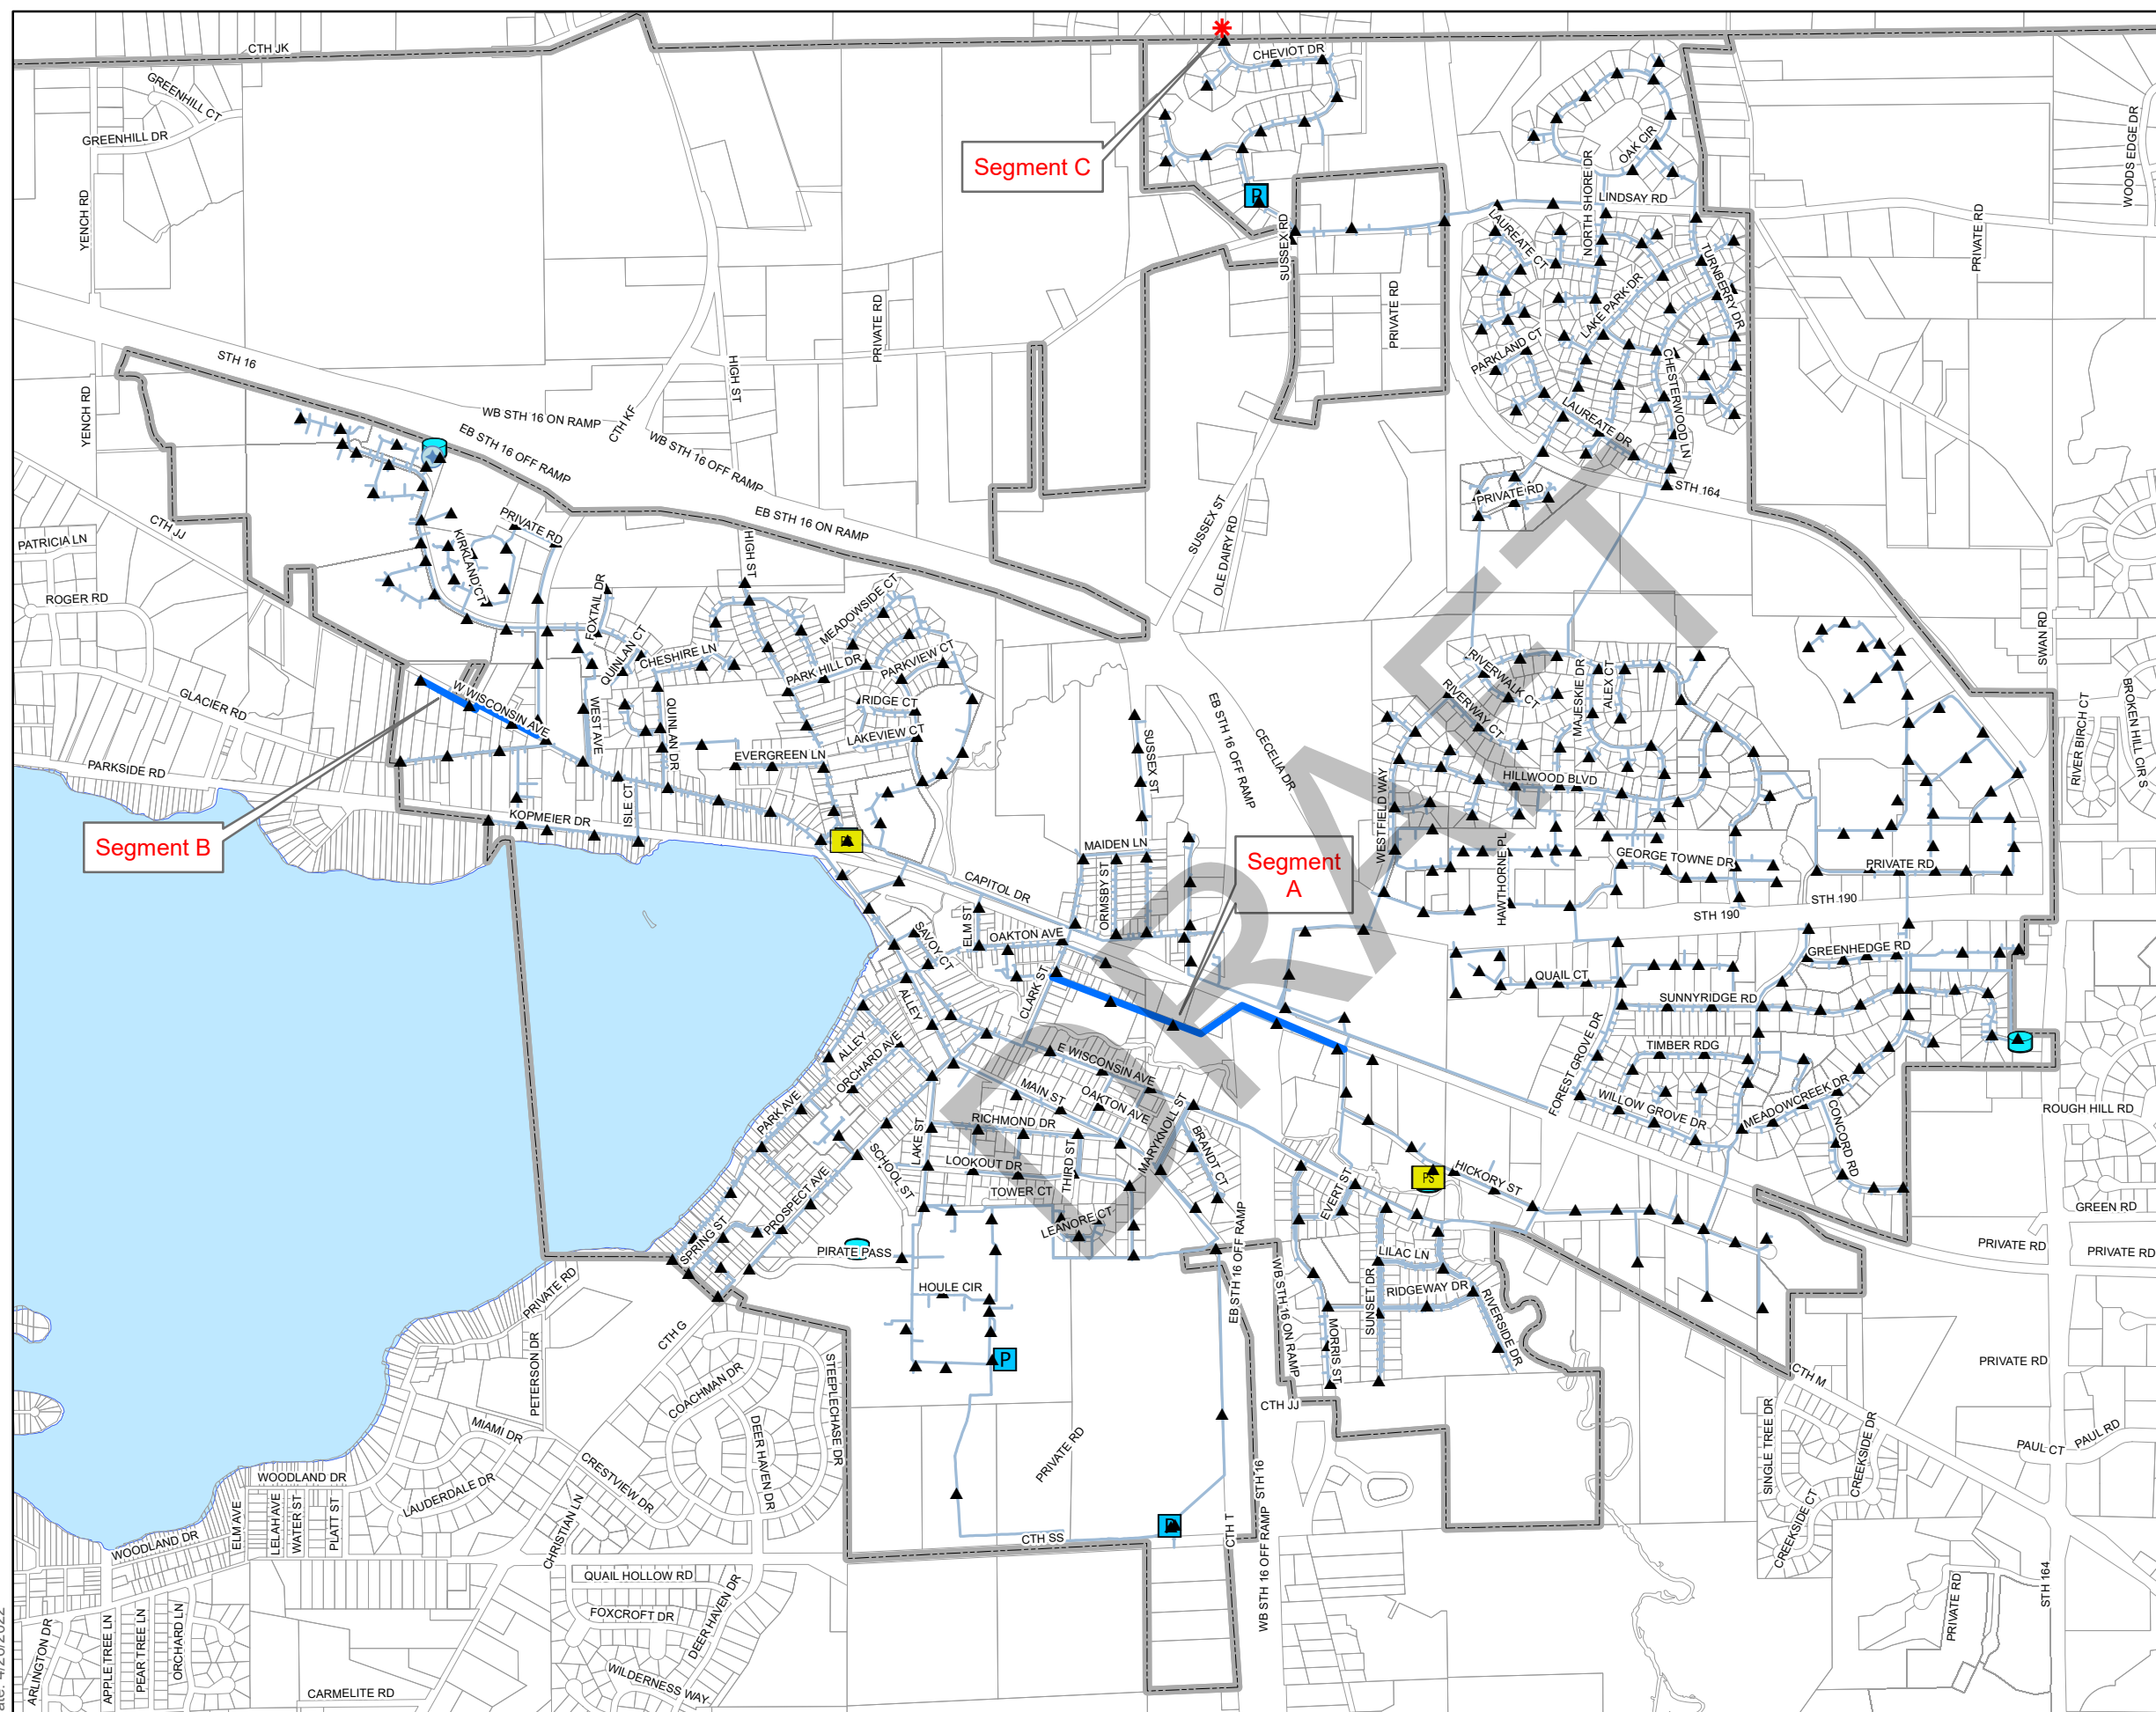 CTH JK
CHEVIOT DR
GREENHILL CT
GREENHILL DR
WOODS EDGE DR
OAK CIR
Segment C
NORTH SHORE DR
LINDSAY RD
YENCH RD
SUSSEX RD
LAUREATE CT
TURNBERRY DR
PRIVATE RD
LAKE PARK DR
PRIVATE RD
PRIVATE RD
PARKLAND CT
CHESTERWOOD LN
STH 16
HIGH ST
YENCH RD
WB STH 16 ON RAMP
CTH KF
LAUREATE DR
EB STH 16 OFF RAMP
WB STH 16 OFF RAMP
PRIVATE RD
STH 164
CTH JJ
PRIVATE RD
EB STH 16 ON RAMP
SUSSEX ST
OLE DAIRY RD
PATRICIA LN
KIRKLAND CT
HIGH ST
ROGER RD
FOXTAIL DR
MEADOWSIDE CT
SWAN RD
QUINLAN CT
CHESHIRE LN
PARK HILL DR
PARKVIEW CT
RIVERWALK CT
MAJESKIE DR
ALEX CT
RIVERWAY CT
GLACIER RD
W WISCONSIN AVE
WEST AVE
QUINLAN DR
RIDGE CT
LAKEVIEW CT
EB STH 16 OFF RAMP
CECELIA DR
SUSSEX ST
RIVER BIRCH CT
BROKEN HILL CIR S
PARKSIDE RD
EVERGREEN LN
HILLWOOD BLVD
ISLE CT
KOPMEIER DR
WESTFIELD WAY
MAIDEN LN
Segment B
Segment
A
ORMSBY ST
HAWTHORNE PL
GEORGE TOWNE DR
PRIVATE RD
CAPITOL DR
STH 190
STH 190
ELM ST
OAKTON AVE
SAVOY CT
GREENHEDGE RD
QUAIL CT
CLARK ST
SUNNYRIDGE RD
ALLEY
ALLEY
ORCHARD AVE
E WISCONSIN AVE
FOREST GROVE DR
TIMBER RDG
MAIN ST
OAKTON AVE
WILLOW GROVE DR
MEADOWCREEK DR
CONCORD RD
ROUGH HILL RD
PARK AVE
RICHMOND DR
MARYKNOLL ST
BRANDT CT
LAKE ST
SCHOOL ST
LOOKOUT DR
THIRD ST
TOWER CT
PS
HICKORY ST
EVERT ST
GREEN RD
PROSPECT AVE
LEANORE CT
SPRING ST
PIRATE PASS
LILAC LN
PRIVATE RD
PRIVATE RD
EB STH 16 OFF RAMP
WB STH 16 ON RAMP
PRIVATE RD
HOULE CIR
SUNSET DR
RIDGEWAY DR
RIVERSIDE DR
MORRIS ST
CTH G
P
PETERSON DR
COACHMAN DR
STEEPLECHASE DR
CTH M
PRIVATE RD
CTH JJ
MIAMI DR
DEER HAVEN DR
PRIVATE RD
SINGLE TREE DR
CREEKSIDE DR
PAUL CT
PAUL RD
WOODLAND DR
LAUDERDALE DR
CRESTVIEW DR
STH 16
CREEKSIDE CT
ELM AVE
LELAH AVE
WATER ST
PLATT ST
CHRISTIAN LN
WOODLAND DR
CTH SS
CTH T
WB STH 16 OFF RAMP
QUAIL HOLLOW RD
DEER HAVEN DR
FOXCROFT DR
PRIVATE RD
STH 164
ARLINGTON DR
APPLE TREE LN
PEAR TREE LN
ORCHARD LN
WILDERNESS WAY
CARMELITE RD
DRAFT